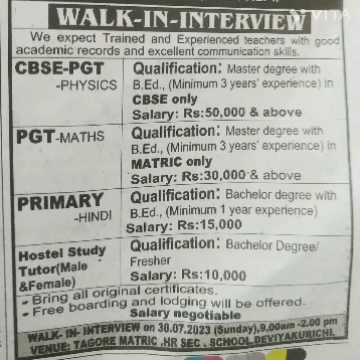 WALK-IN-INTERVIEW
We expect Trained and Experienced teachers with good
academic records and excellent communication skills.
CBSE-PGT
-PHYSICS
Qualification: Master degree with
B.Ed., (Minimum 3 years' experience) in
CBSE only
Salary: Rs:50,000 & above
PGT-MATHS
Qualification: Master degree with
B.Ed., (Minimum 3 years' experience) in
MATRIC only
Salary: Rs:30,000 & above
PRIMARY
-HINDI
Qualification: Bachelor degree with
B.Ed., (Minimum 1 year experience)
Salary: Rs:15,000
Hostel Study
Tutor(Male
&Female)
Qualification: Bachelor Degree/
Fresher
Salary: Rs:10,000
- Bring all original certificates.
- Free boarding and lodging will be offered.
Salary negotiable
WALK- IN- INTERVIEW on 30.07.2023 (Sunday),9.00am -2.00 pm
VENUE: TAGORE MATRIC .HR SEC . SCHOOL,DEVIYAKURICHI.